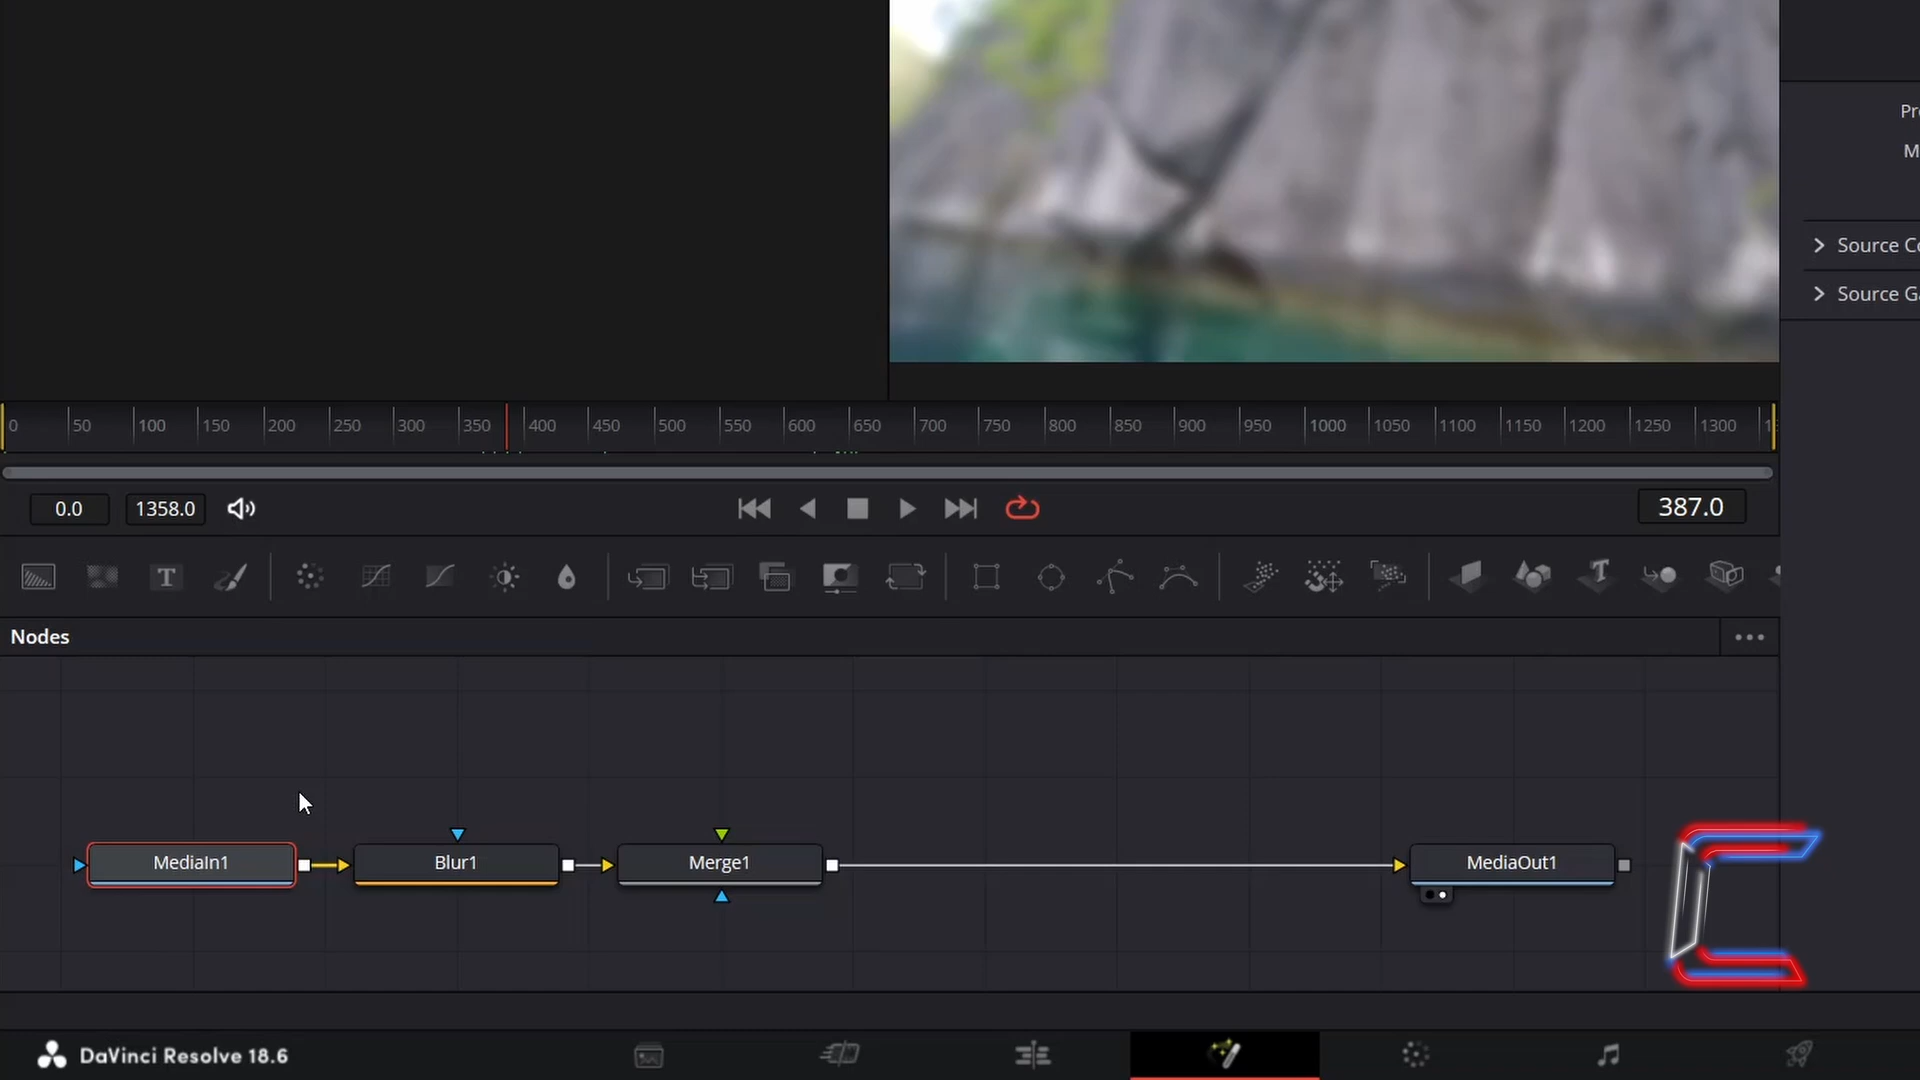 Pr
M
Source C
Source G
0 50 100 150 200 250 300 350 400 450 500 550 600 650 700 750 800 850 900 950 1000 1050 1100 1150 1200 1250 1300 1
0.0 1358.0 387.0
T
Nodes
MediaIn1 Blur1 Merge1 MediaOut1
DaVinci Resolve 18.6